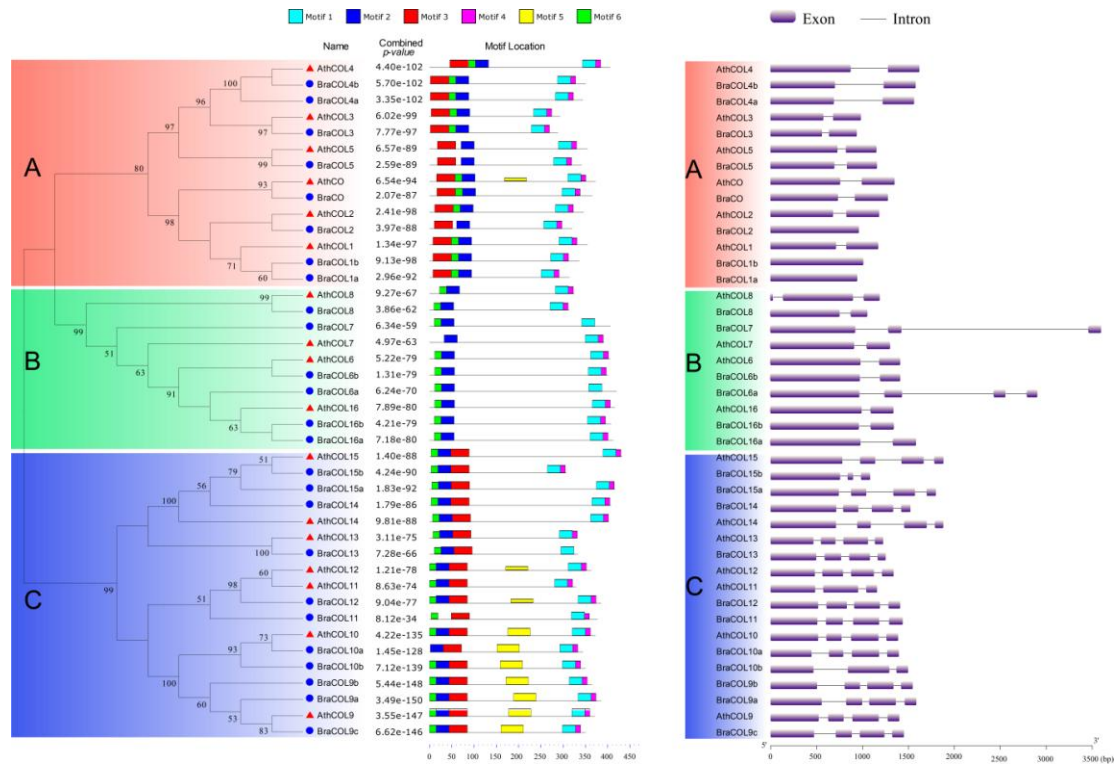 Motif 1 Motif 2 Motif 3 Motif 4 Motif 5 Motif 6
Exon Intron
Name Combined p-value Motif Location
AthCOL4 4.40e-102
BraCOL4b 5.70e-102
BraCOL4a 3.35e-102
AthCOL3 6.02e-99
BraCOL3 7.77e-97
AthCOL5 6.57e-89
BraCOL5 2.59e-89
AthCO 6.54e-94
BraCO 2.07e-87
AthCOL2 2.41e-98
BraCOL2 3.97e-88
AthCOL1 1.34e-97
BraCOL1b 9.13e-98
BraCOL1a 2.96e-92
AthCOL8 9.27e-67
BraCOL8 3.86e-62
BraCOL7 6.34e-59
AthCOL7 4.97e-63
AthCOL6 5.22e-79
BraCOL6b 1.31e-79
BraCOL6a 6.24e-70
AthCOL16 7.89e-80
BraCOL16b 4.21e-79
BraCOL16a 7.18e-80
AthCOL15 1.40e-88
BraCOL15b 4.24e-90
BraCOL15a 1.83e-92
BraCOL14 1.79e-86
AthCOL14 9.81e-88
AthCOL13 3.11e-75
BraCOL13 7.28e-66
AthCOL12 1.21e-78
AthCOL11 8.63e-74
BraCOL12 9.04e-77
BraCOL11 8.12e-34
AthCOL10 4.22e-135
BraCOL10a 1.45e-128
BraCOL10b 7.12e-139
BraCOL9b 5.44e-148
BraCOL9a 3.49e-150
AthCOL9 3.55e-147
BraCOL9c 6.62e-146
A
B
C
100
96
97
97
80
99
93
98
71
60
99
99
51
63
91
63
51
79
56
100
100
99
60
98
51
73
93
100
60
53
83
0 50 100 150 200 250 300 350 400 450
AthCOL4
BraCOL4b
BraCOL4a
AthCOL3
BraCOL3
AthCOL5
BraCOL5
AthCO
BraCO
AthCOL2
BraCOL2
AthCOL1
BraCOL1b
BraCOL1a
AthCOL8
BraCOL8
BraCOL7
AthCOL7
AthCOL6
BraCOL6b
BraCOL6a
AthCOL16
BraCOL16b
BraCOL16a
AthCOL15
BraCOL15b
BraCOL15a
BraCOL14
AthCOL14
AthCOL13
BraCOL13
AthCOL12
AthCOL11
BraCOL12
BraCOL11
AthCOL10
BraCOL10a
BraCOL10b
BraCOL9b
BraCOL9a
AthCOL9
BraCOL9c
A
B
C
5' 3'
0 500 1000 1500 2000 2500 3000 3500 (bp)